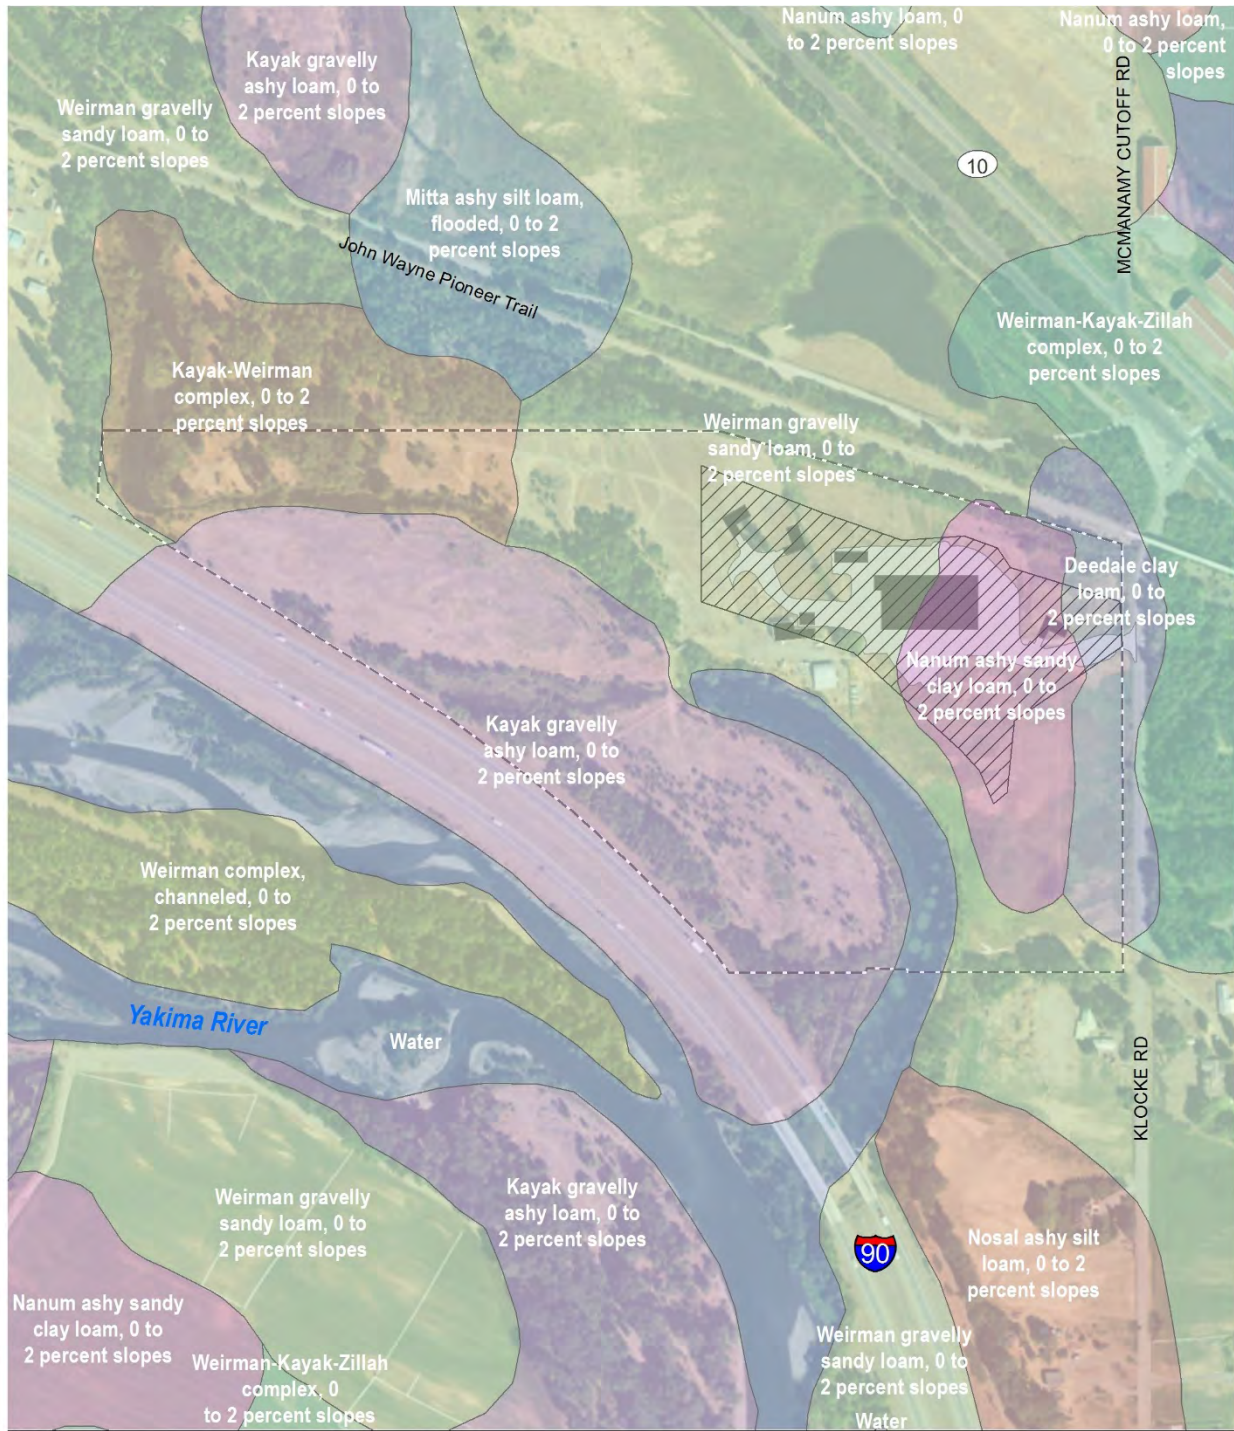 Nanum ashy loam, 0
to 2 percent slopes
Nanum ashy loam,
0 to 2 percent
slopes
Kayak gravelly
ashy loam, 0 to
2 percent slopes
Weirman gravelly
sandy loam, 0 to
2 percent slopes
MCMANAMY CUTOFF RD
10
Mitta ashy silt loam,
flooded, 0 to 2
percent slopes
John Wayne Pioneer Trail
Weirman-Kayak-Zillah
complex, 0 to 2
percent slopes
Kayak-Weirman
complex, 0 to 2
percent slopes
Weirman gravelly
sandy loam, 0 to
2 percent slopes
Deedale clay
loam, 0 to
2 percent slopes
Nanum ashy sandy
clay loam, 0 to
2 percent slopes
Kayak gravelly
ashy loam, 0 to
2 percent slopes
Weirman complex,
channeled, 0 to
2 percent slopes
Yakima River
Water
KLOCKE RD
Kayak gravelly
ashy loam, 0 to
2 percent slopes
Weirman gravelly
sandy loam, 0 to
2 percent slopes
90
Nosal ashy silt
loam, 0 to 2
percent slopes
Nanum ashy sandy
clay loam, 0 to
2 percent slopes
Weirman-Kayak-Zillah
complex, 0
to 2 percent slopes
Weirman gravelly
sandy loam, 0 to
2 percent slopes
Water